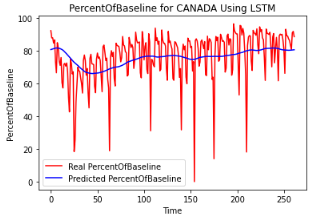 PercentOfBaseline for CANADA Using LSTM
100
80
60
40
20
0
PercentOfBaseline
Real PercentOfBaseline
Predicted PercentOfBaseline
0 50 100 150 200 250
Time